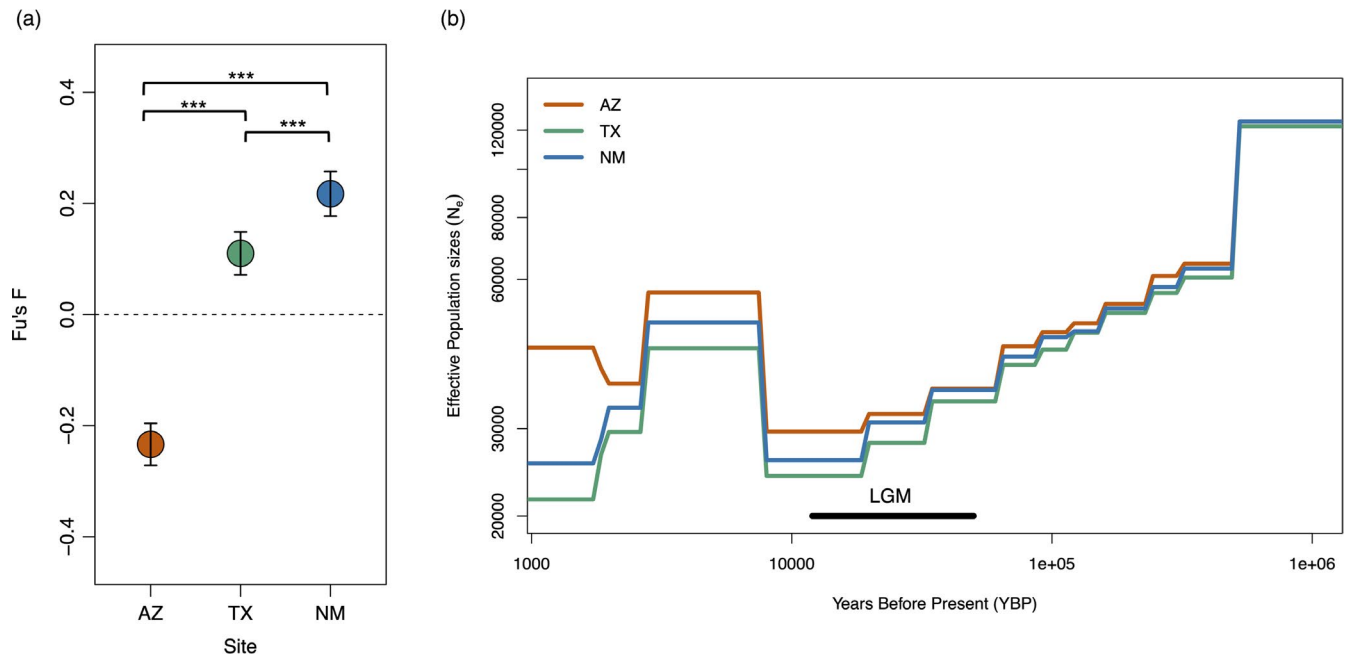 (a)
0.4
0.2
0.0
−0.2
−0.4
Fu's F
***
***
***
AZ TX NM
Site
(b)
AZ
TX
NM
120000
80000
60000
30000
20000
Effective Population sizes (Ne)
LGM
1000 10000 1e+05 1e+06
Years Before Present (YBP)